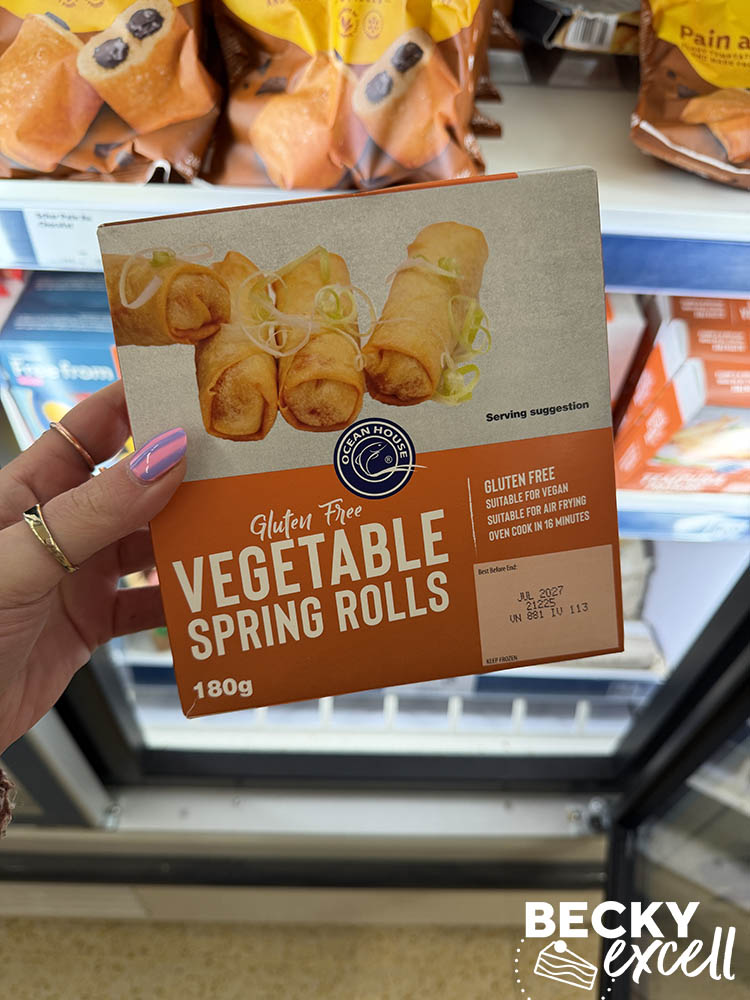 Pain a
Free from
Serving suggestion
OCEAN HOUSE
®
Gluten Free
VEGETABLE
SPRING ROLLS
180g
GLUTEN FREE
SUITABLE FOR VEGAN
SUITABLE FOR AIR FRYING
OVEN COOK IN 16 MINUTES
Best Before End:
JUL 2027
21225
VN 881 IV 113
KEEP FROZEN
BECKY
excell